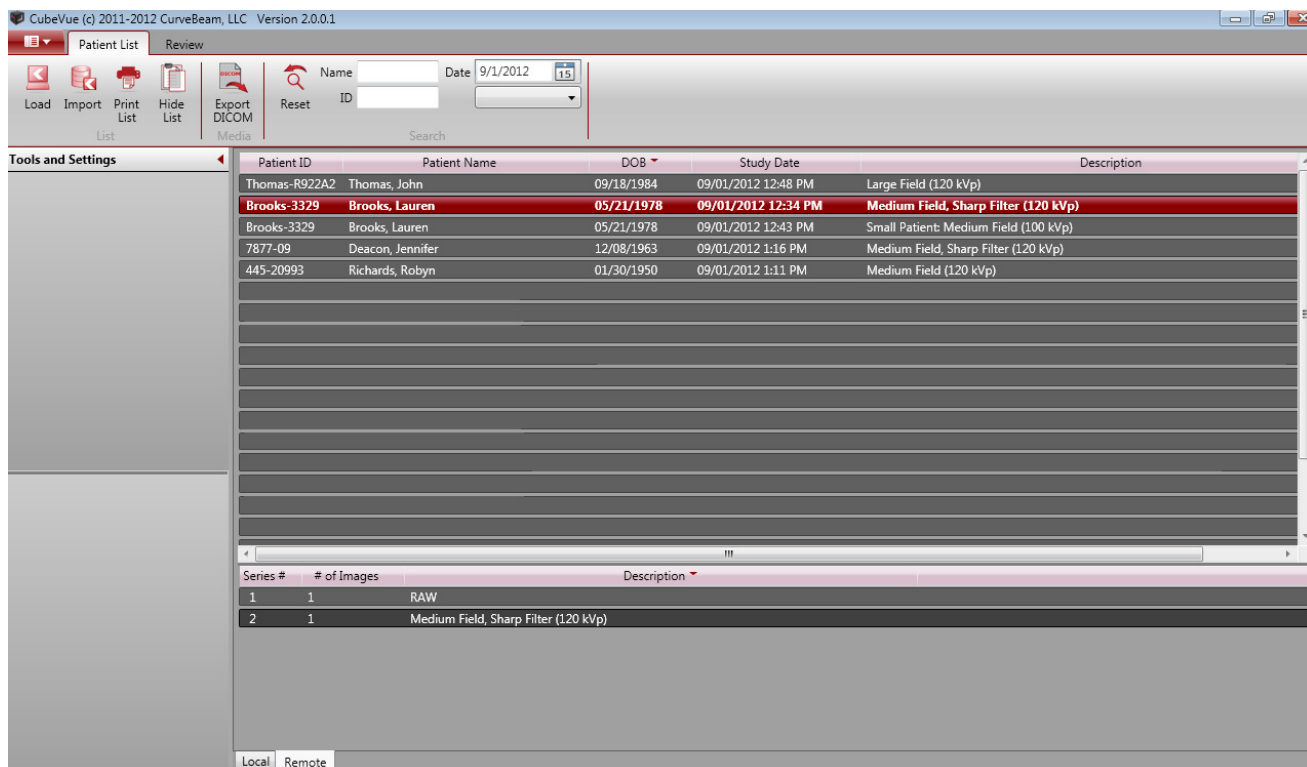 CubeVue (c) 2011-2012 CurveBeam, LLC Version 2.0.0.1
Patient List Review
Name Date 9/1/2012 15
ID
Load Import Print List Hide List Export DICOM Reset
List Media Search
Tools and Settings
Patient ID Patient Name DOB Study Date Description
Thomas-R922A2 Thomas, John 09/18/1984 09/01/2012 12:48 PM Large Field (120 kVp)
Brooks-3329 Brooks, Lauren 05/21/1978 09/01/2012 12:34 PM Medium Field, Sharp Filter (120 kVp)
Brooks-3329 Brooks, Lauren 05/21/1978 09/01/2012 12:43 PM Small Patient: Medium Field (100 kVp)
7877-09 Deacon, Jennifer 12/08/1963 09/01/2012 1:16 PM Medium Field, Sharp Filter (120 kVp)
445-20993 Richards, Robyn 01/30/1950 09/01/2012 1:11 PM Medium Field (120 kVp)
Series # # of Images Description
1 1 RAW
2 1 Medium Field, Sharp Filter (120 kVp)
Local Remote